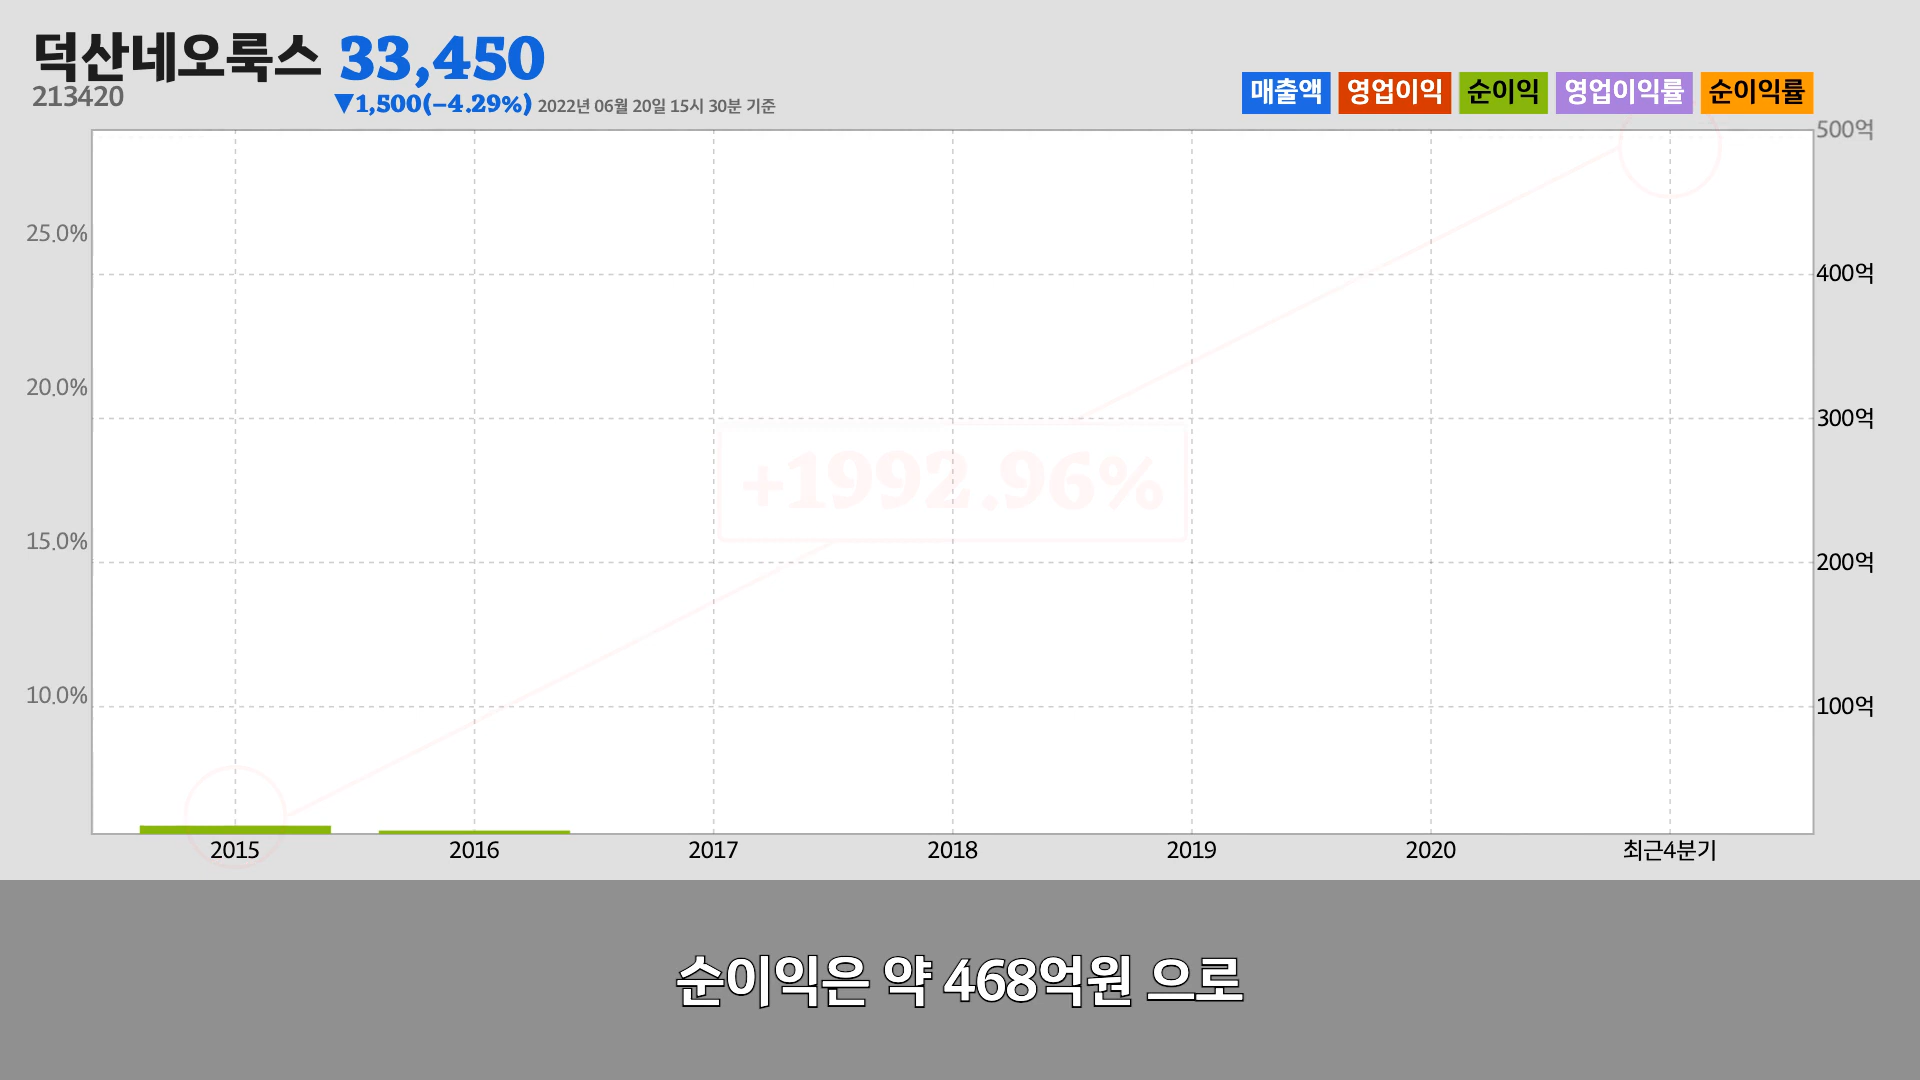 덕산네오룩스 33,450
213420
▼1,500(-4.29%) 2022년 06월 20일 15시 30분 기준
매출액 영업이익 순이익 영업이익률 순이익률
500억
25.0%
400억
20.0%
300억
+1992.96%
15.0%
200억
10.0%
100억
2015 2016 2017 2018 2019 2020 최근4분기
순이익은 약 468억원 으로